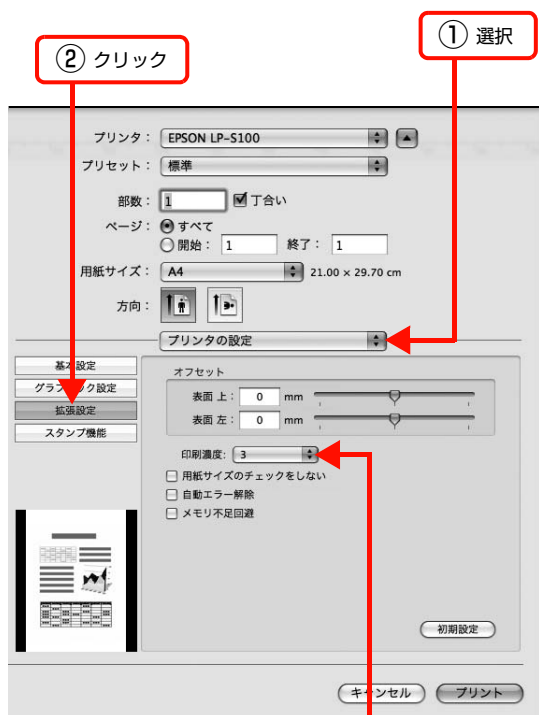 ① 選択
② クリック
プリンタ： EPSON LP-S100
プリセット： 標準
部数： 1 丁合い
ページ： すべて
開始： 1 終了： 1
用紙サイズ： A4 21.00 × 29.70 cm
方向：
プリンタの設定
基本設定
グラフィック設定
拡張設定
スタンプ機能
オフセット
表面 上： 0 mm
表面 左： 0 mm
印刷濃度: 3
用紙サイズのチェックをしない
自動エラー解除
メモリ不足回避
初期設定
キャンセル プリント